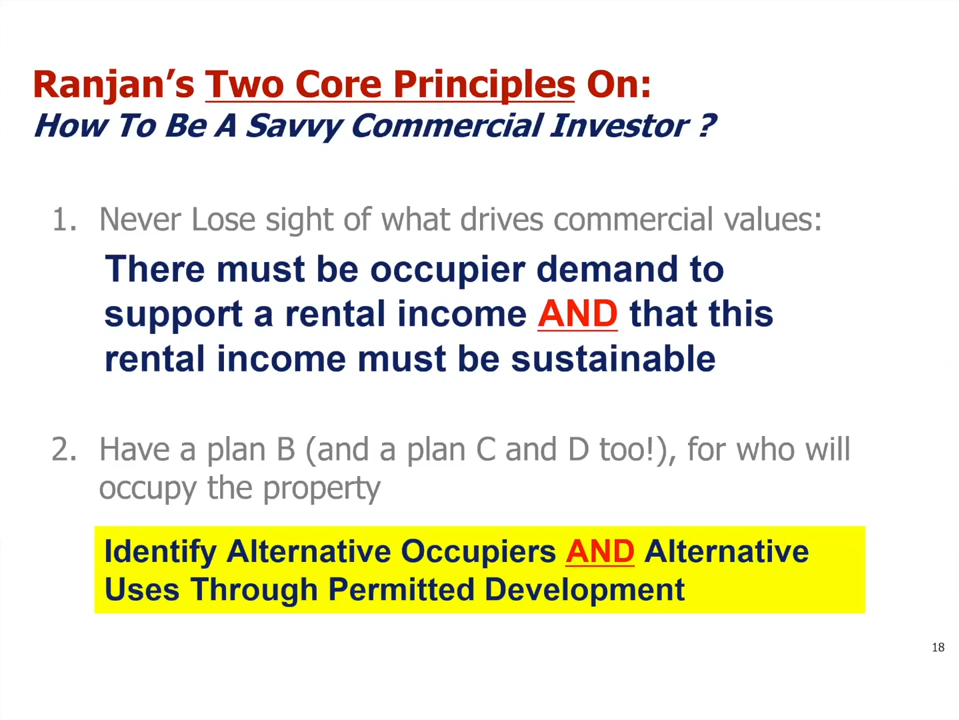 Ranjan’s Two Core Principles On:
How To Be A Savvy Commercial Investor ?
1. Never Lose sight of what drives commercial values:
There must be occupier demand to
support a rental income AND that this
rental income must be sustainable
2. Have a plan B (and a plan C and D too!), for who will
occupy the property
Identify Alternative Occupiers AND Alternative
Uses Through Permitted Development
18